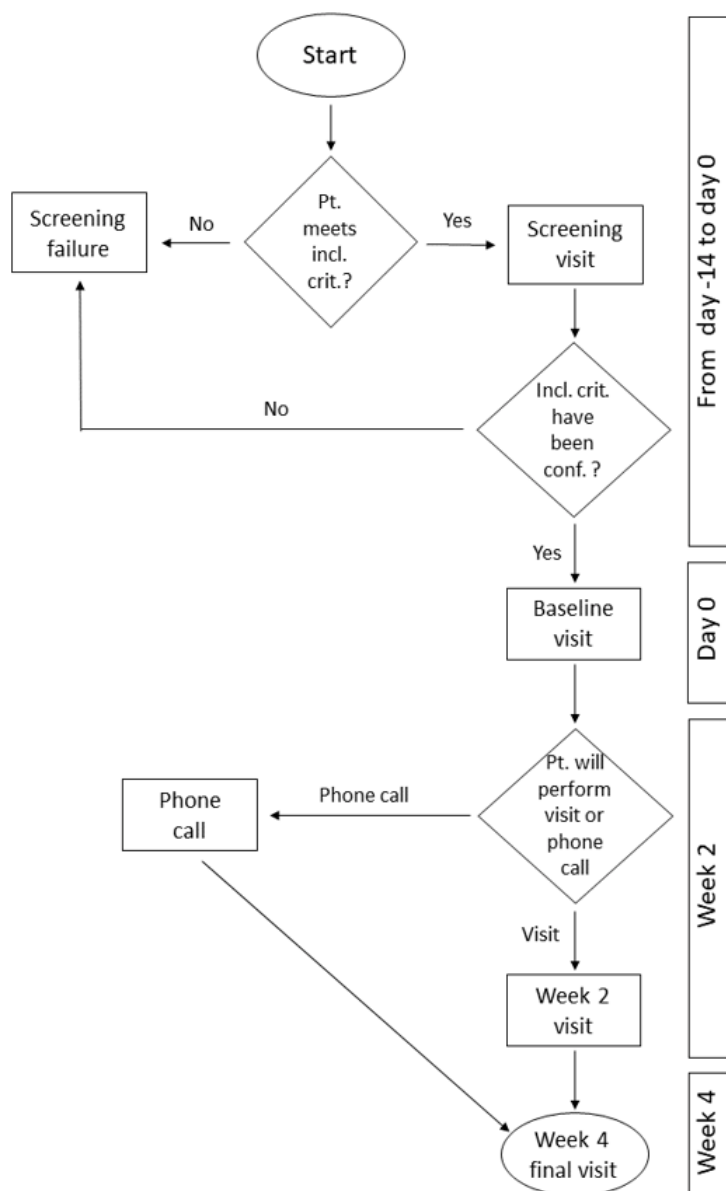 Start
Pt.
meets
incl.
crit.?
No
Yes
Screening
failure
Screening
visit
Incl. crit.
have
been
conf. ?
No
Yes
From  day -14 to day 0
Baseline
visit
Day 0
Pt. will
perform
visit or
phone
call
Phone call
Phone
call
Visit
Week 2
visit
Week 2
Week 4
final visit
Week 4